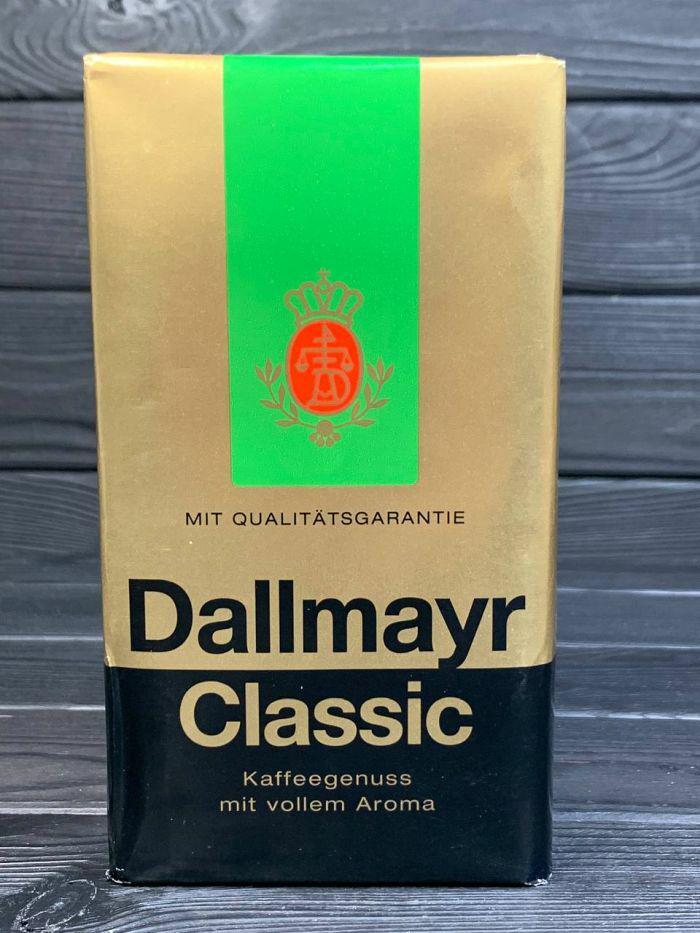 MIT QUALITÄTSGARANTIE
Dallmayr
Classic
Kaffeegenuss
mit vollem Aroma